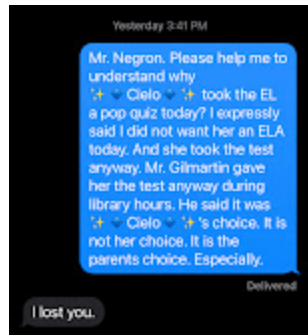 Yesterday 3:41 PM
Mr. Negron. Please help me to
understand why
✨💙Cielo💙✨ took the EL
a pop quiz today? I expressly
said I did not want her an ELA
today. And she took the test
anyway. Mr. Gilmartin gave
her the test anyway during
library hours. He said it was
✨💙Cielo💙✨'s choice. It is
not her choice. It is the
parents choice. Especially.
Delivered
I lost you.